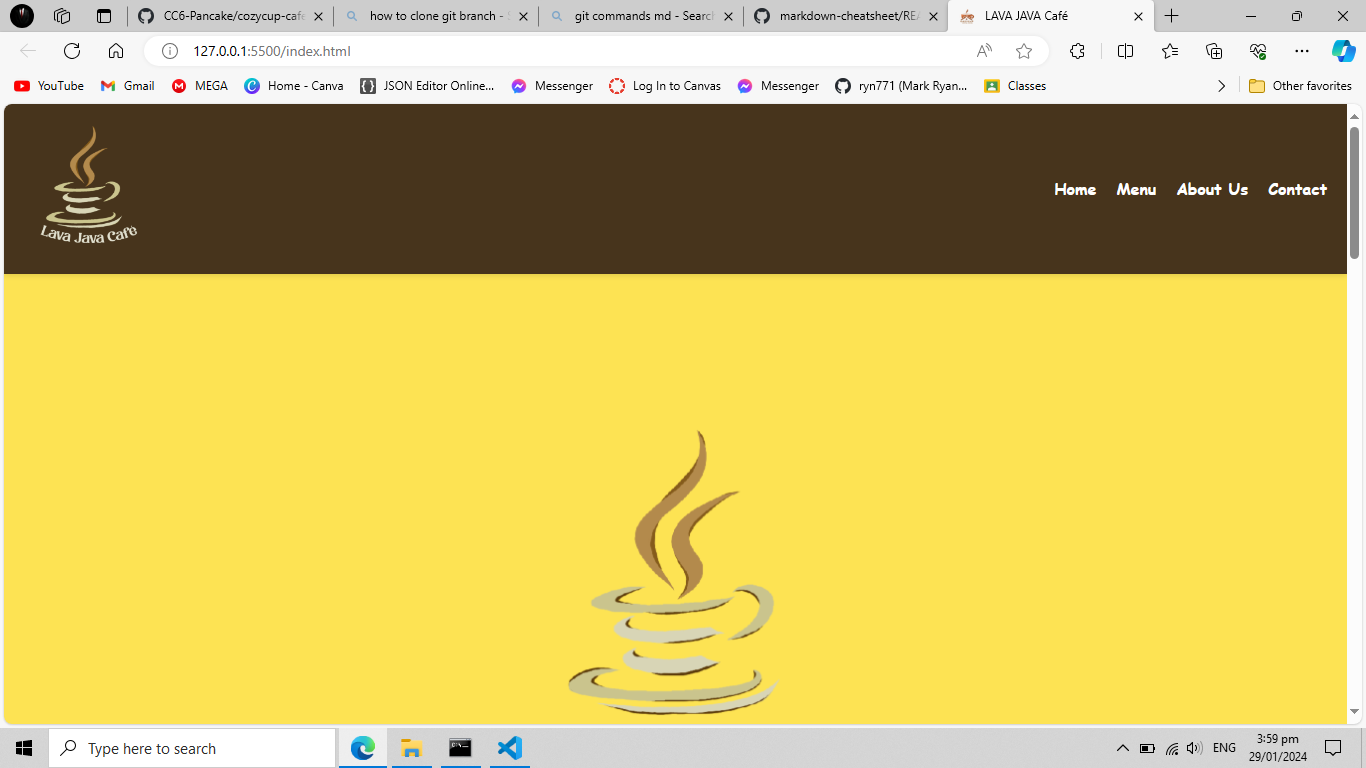 CC6-Pancake/cozycup-cafe
how to clone git branch - S
git commands md - Search
markdown-cheatsheet/REA
LAVA JAVA Café
127.0.0.1:5500/index.html
YouTube
Gmail
MEGA
Home - Canva
JSON Editor Online...
Messenger
Log In to Canvas
Messenger
ryn771 (Mark Ryan...
Classes
Other favorites
Lava Java Café
Home
Menu
About Us
Contact
Type here to search
ENG
3:59 pm
29/01/2024